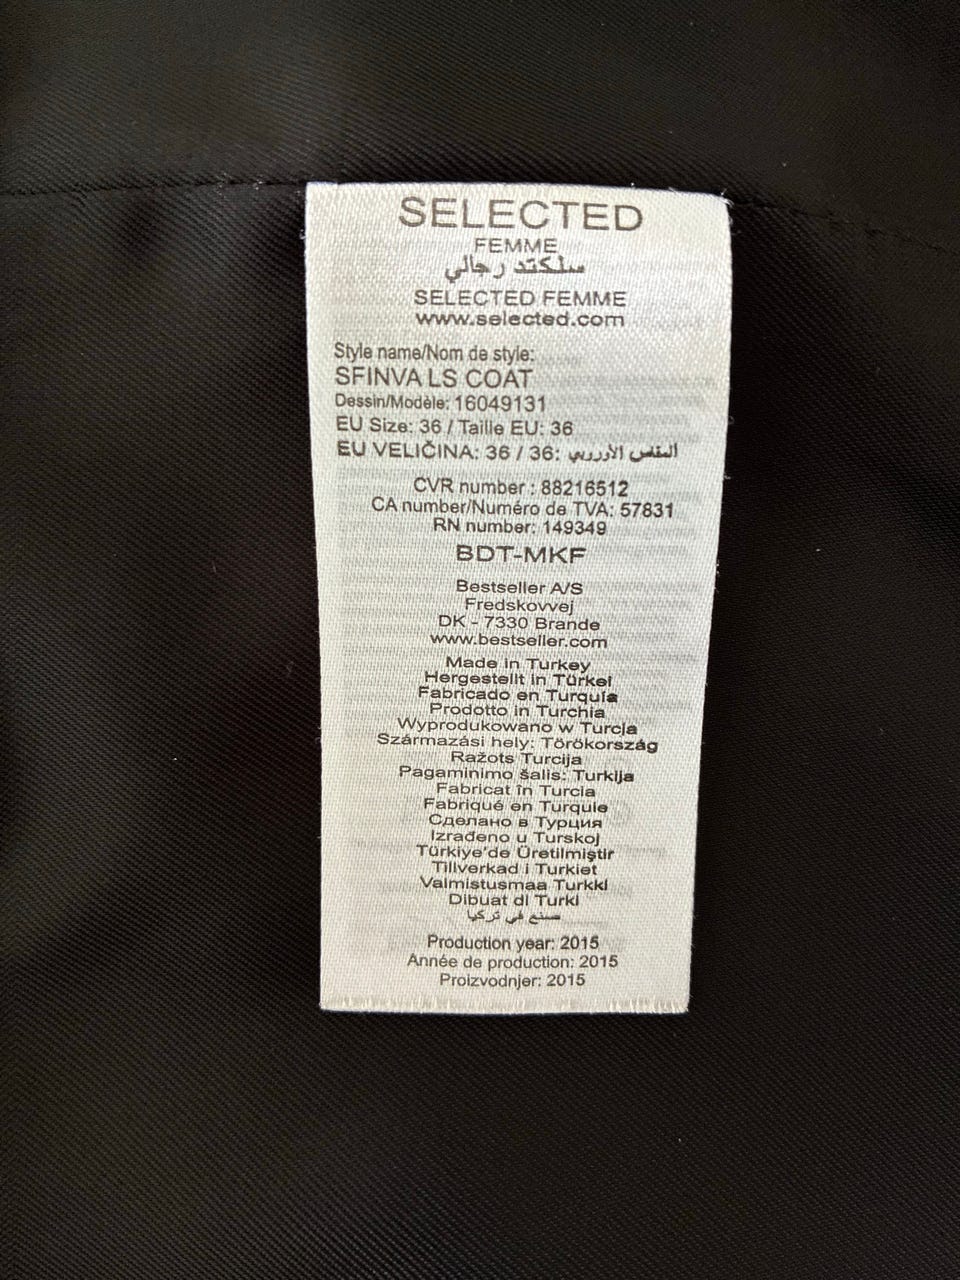 SELECTED
FEMME
سلكتد رجالي
SELECTED FEMME
www.selected.com
Style name/Nom de style:
SFINVA LS COAT
Dessin/Modèle: 16049131
EU Size: 36 / Taille EU: 36
EU VELIČINA: 36 / 36: المقاس الأوروبي
CVR number : 88216512
CA number/Numéro de TVA: 57831
RN number: 149349
BDT-MKF
Bestseller A/S
Fredskovvej
DK - 7330 Brande
www.bestseller.com
Made in Turkey
Hergestellt in Türkei
Fabricado en Turquía
Prodotto in Turchia
Wyprodukowano w Turcja
Származási hely: Törökország
Ražots Turcija
Pagaminimo šalis: Turkija
Fabricat în Turcia
Fabriqué en Turquie
Сделано в Турция
Izrađeno u Turskoj
Türkiye'de Üretilmiştir
Tillverkad i Turkiet
Valmistusmaa Turkki
Dibuat di Turki
صنع في تركيا
Production year: 2015
Année de production: 2015
Proizvodnjer: 2015